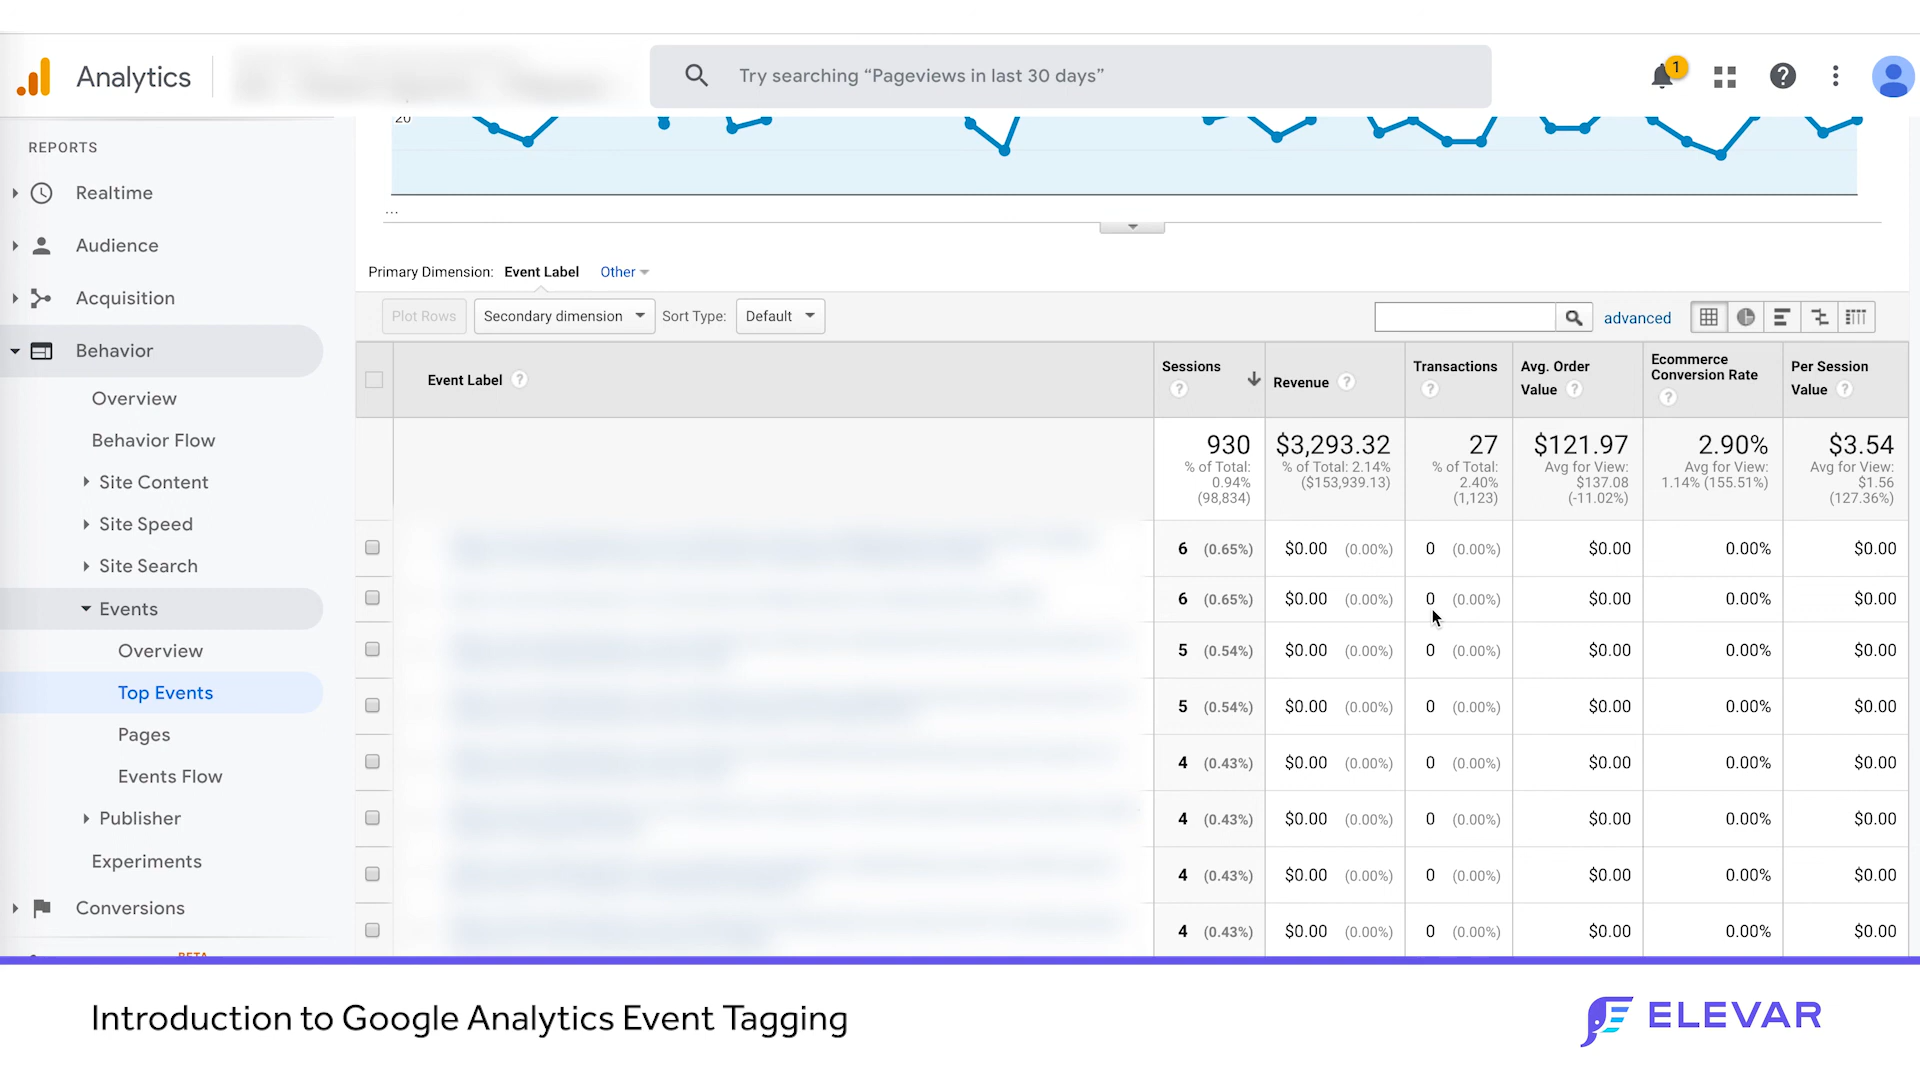 Analytics
Try searching “Pageviews in last 30 days”
1
REPORTS
Realtime
Audience
Acquisition
Behavior
Overview
Behavior Flow
Site Content
Site Speed
Site Search
Events
Overview
Top Events
Pages
Events Flow
Publisher
Experiments
Conversions
BETA
20
...
Primary Dimension: Event Label Other
Plot Rows Secondary dimension Sort Type: Default advanced
Event Label ? Sessions ? Revenue ? Transactions ? Avg. Order Value ? Ecommerce Conversion Rate ? Per Session Value ?
930 $3,293.32 27 $121.97 2.90% $3.54
% of Total: % of Total: 2.14% % of Total: Avg for View: Avg for View: Avg for View:
0.94% ($153,939.13) 2.40% $137.08 1.14% (155.51%) $1.56
(98,834) (1,123) (-11.02%) (127.36%)
6 (0.65%) $0.00 (0.00%) 0 (0.00%) $0.00 0.00% $0.00
6 (0.65%) $0.00 (0.00%) 0 (0.00%) $0.00 0.00% $0.00
5 (0.54%) $0.00 (0.00%) 0 (0.00%) $0.00 0.00% $0.00
5 (0.54%) $0.00 (0.00%) 0 (0.00%) $0.00 0.00% $0.00
4 (0.43%) $0.00 (0.00%) 0 (0.00%) $0.00 0.00% $0.00
4 (0.43%) $0.00 (0.00%) 0 (0.00%) $0.00 0.00% $0.00
4 (0.43%) $0.00 (0.00%) 0 (0.00%) $0.00 0.00% $0.00
4 (0.43%) $0.00 (0.00%) 0 (0.00%) $0.00 0.00% $0.00
Introduction to Google Analytics Event Tagging
ELEVAR